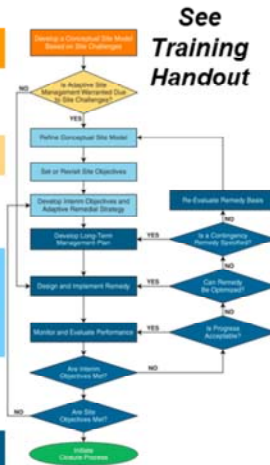 See
Training
Handout
Develop a Conceptual Site Model
Based on Site Challenges
Is Adaptive Site
Management Warranted Due
to Site Challenges?
NO
YES
Refine Conceptual Site Model
Set or Revisit Site Objectives
Develop Interim Objectives and
Adaptive Remedial Strategy
Re-Evaluate Remedy Basis
NO
Develop Long-Term
Management Plan
YES
Is a Contingency
Remedy Specified?
NO
Design and Implement Remedy
YES
Can Remedy
Be Optimized?
NO
Monitor and Evaluate Performance
YES
Is Progress
Acceptable?
Are Interim
Objectives Met?
NO
YES
NO
Are Site
Objectives Met?
YES
Initiate
Closure Process